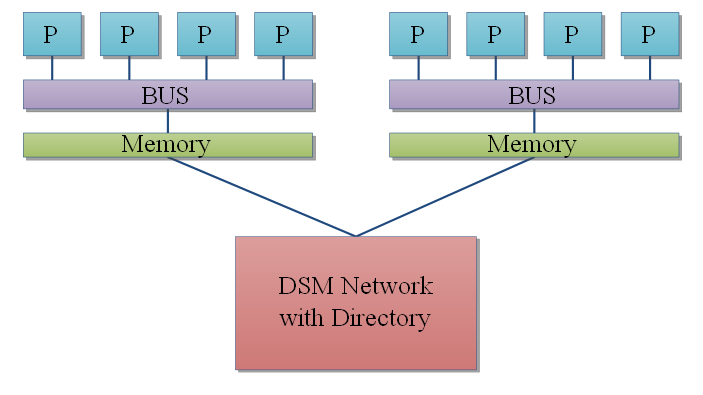 P P P P P P P P
BUS BUS
Memory Memory
DSM Network
with Directory